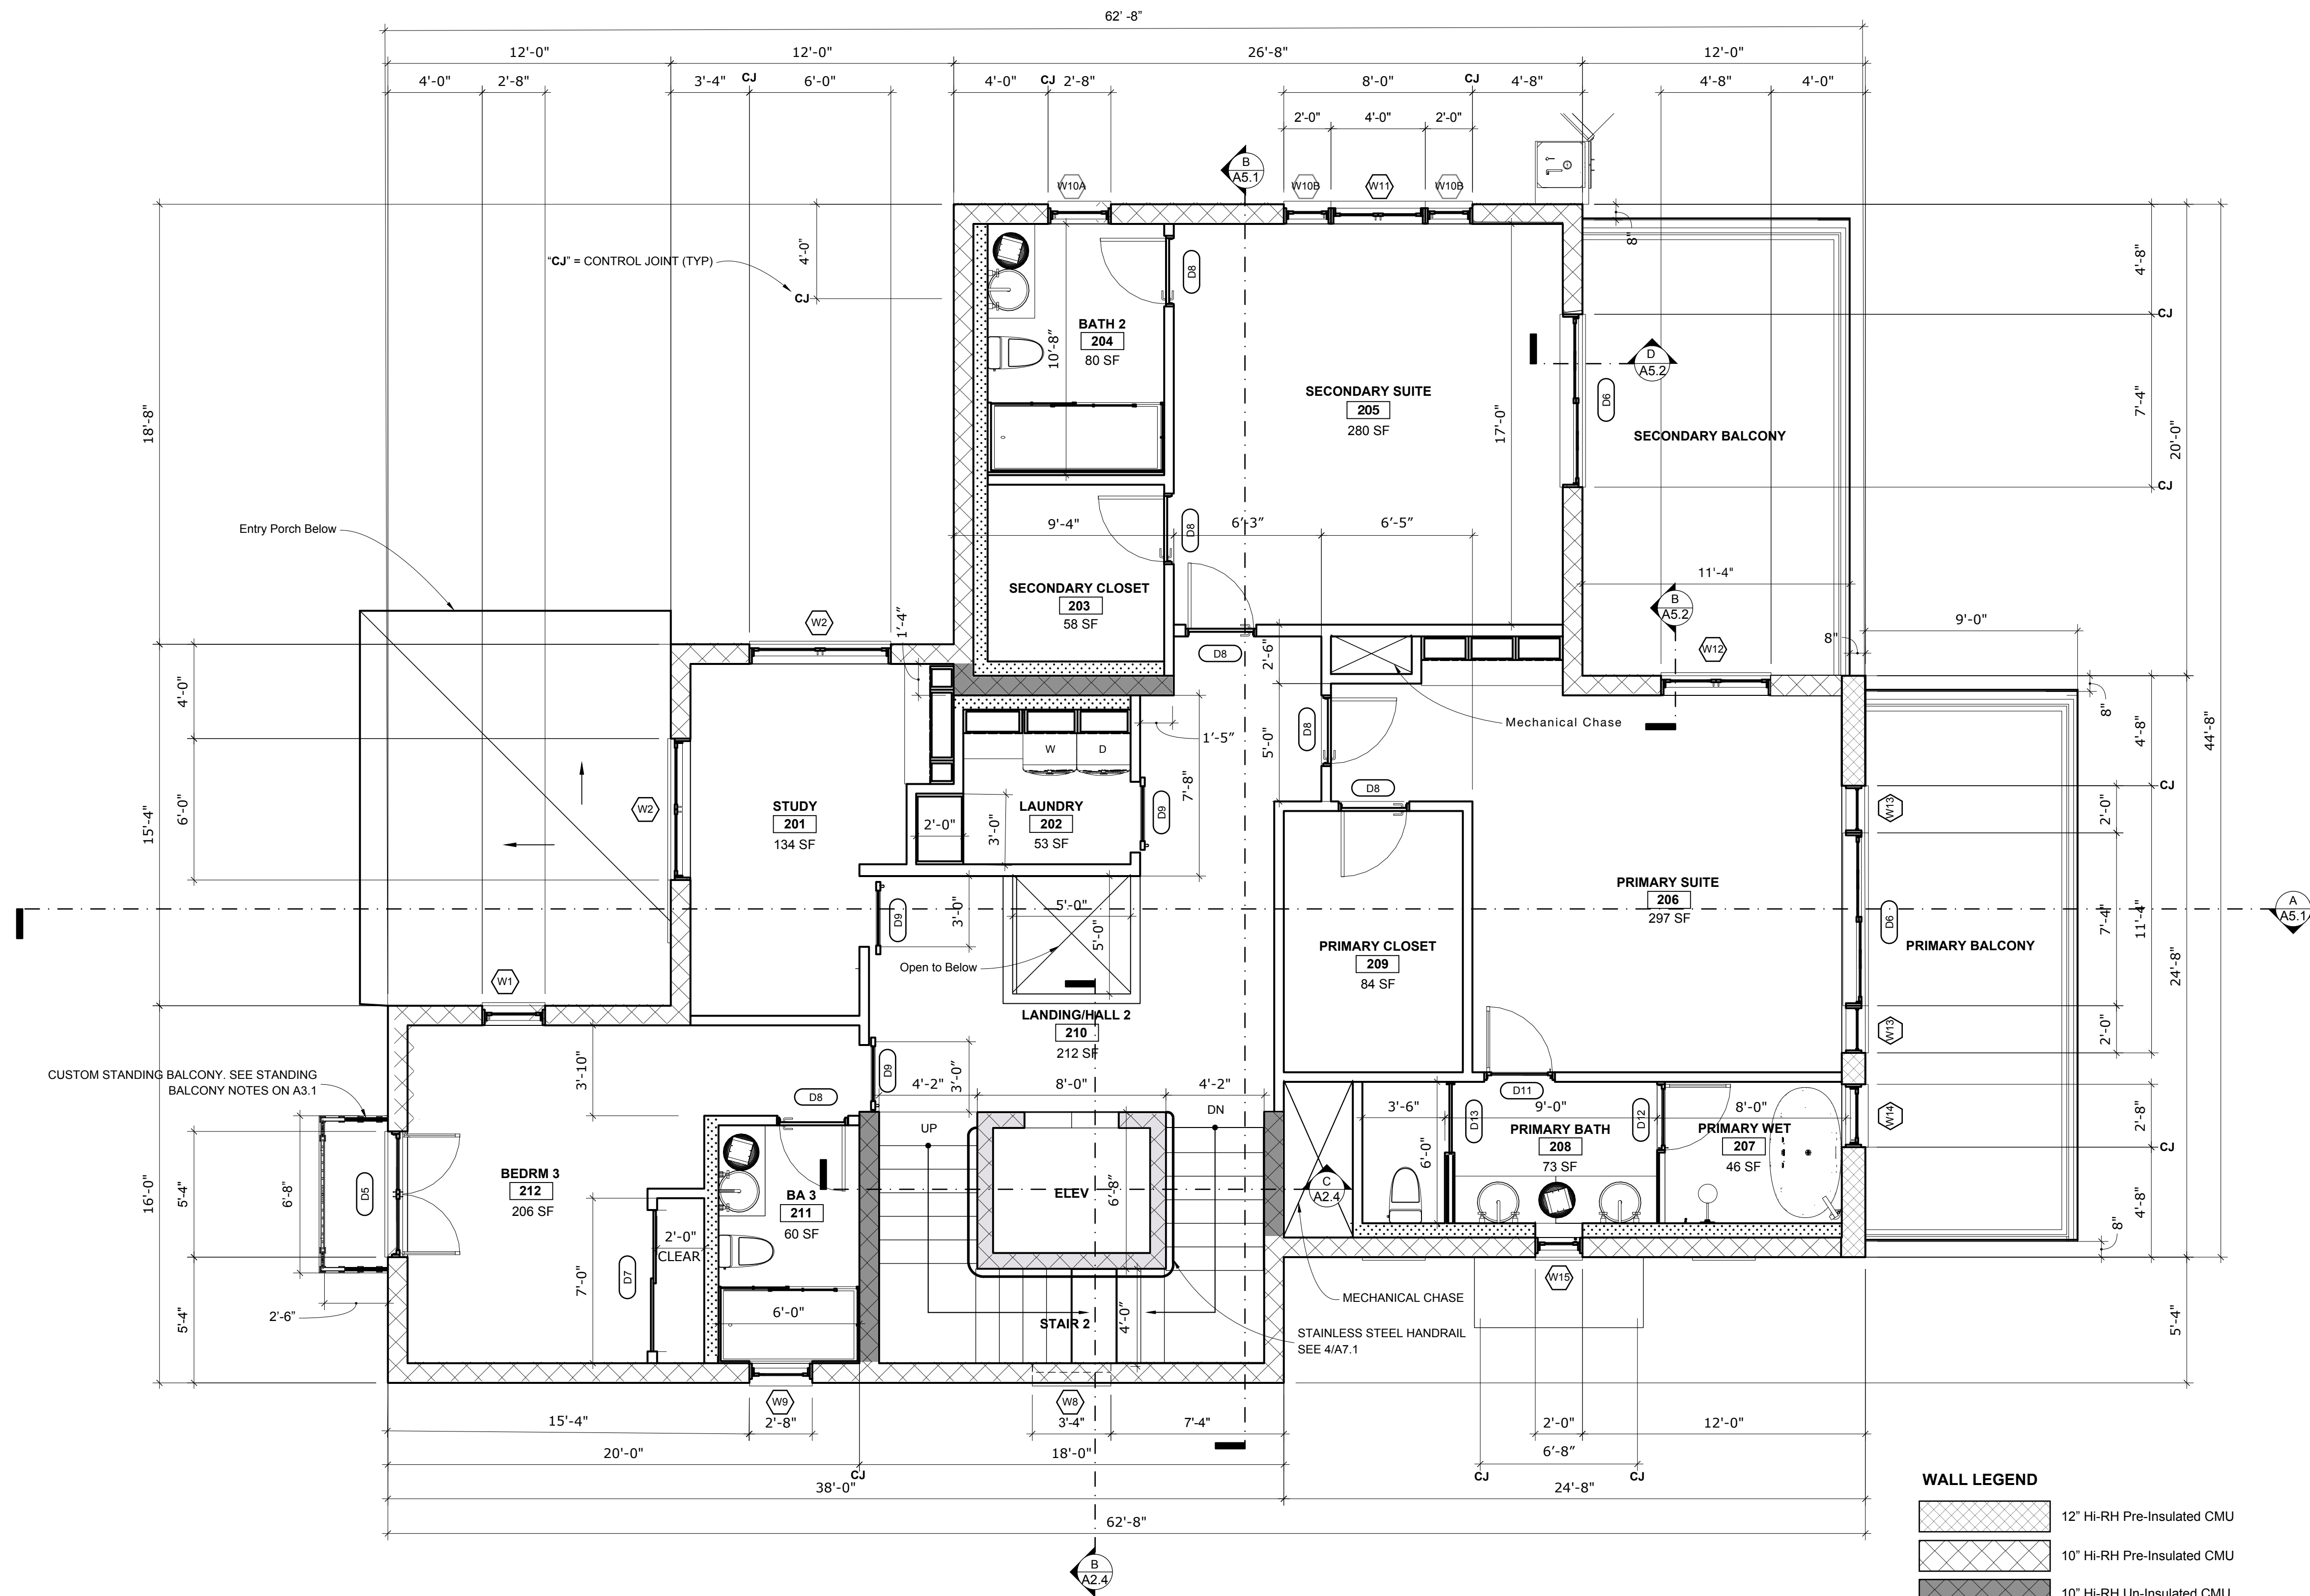 62' -8"
12'-0" 12'-0" 26'-8" 12'-0"
4'-0" 2'-8" 3'-4" CJ 6'-0" 4'-0" CJ 2'-8" 8'-0" CJ 4'-8" 4'-8" 4'-0"
2'-0" 4'-0" 2'-0"
B
A5.1
W10A W10B W11 W10B
8"
4'-0"
"CJ" = CONTROL JOINT (TYP)
CJ
4'-8"
CJ
D8
BATH 2
204
80 SF
10'-8"
D
A5.2
SECONDARY SUITE
205
280 SF
D6
SECONDARY BALCONY
17'-0"
18'-8"
7'-4"
20'-0"
CJ
Entry Porch Below
9'-4"
D8
6'-3" 6'-5"
SECONDARY CLOSET
203
58 SF
11'-4"
B
A5.2
9'-0"
W2
1'-4"
D8
2'-6"
8"
W12
8"
4'-0"
Mechanical Chase
1'-5"
D8
5'-0"
W D
4'-8"
44'-8"
7'-8"
D8
CJ
W2
6'-0"
15'-4"
STUDY
201
134 SF
2'-0"
3'-0"
LAUNDRY
202
53 SF
D9
W13
2'-0"
PRIMARY SUITE
206
297 SF
D9
3'-0"
5'-0"
5'-0"
Open to Below
PRIMARY CLOSET
209
84 SF
D6
PRIMARY BALCONY
7'-4"
11'-4"
24'-8"
A
A5.1
W1
LANDING/HALL 2
210
212 SF
W13
2'-0"
CUSTOM STANDING BALCONY. SEE STANDING
BALCONY NOTES ON A3.1
3'-10"
D8
D9
3'-0"
4'-2" 8'-0" 4'-2"
UP
DN
D11
3'-6" D13 9'-0" D12 8'-0"
W14
2'-8"
CJ
PRIMARY BATH
208
73 SF
PRIMARY WET
207
46 SF
6'-0"
16'-0"
5'-4"
6'-8"
D5
BEDRM 3
212
206 SF
BA 3
211
60 SF
ELEV
6'-8"
C
A2.4
4'-8"
8"
2'-0"
CLEAR
D7
7'-0"
6'-0"
2'-6"
5'-4"
STAIR 2
4'-0"
MECHANICAL CHASE
STAINLESS STEEL HANDRAIL
SEE 4/A7.1
W15
5'-4"
W9 W8
15'-4" 2'-8" 3'-4" 7'-4" 2'-0" 12'-0"
20'-0" 18'-0" 6'-8"
CJ CJ CJ
38'-0" 24'-8"
62'-8"
B
A2.4
WALL LEGEND
12" Hi-RH Pre-Insulated CMU
10" Hi-RH Pre-Insulated CMU
10" Hi-RH Un-Insulated CMU